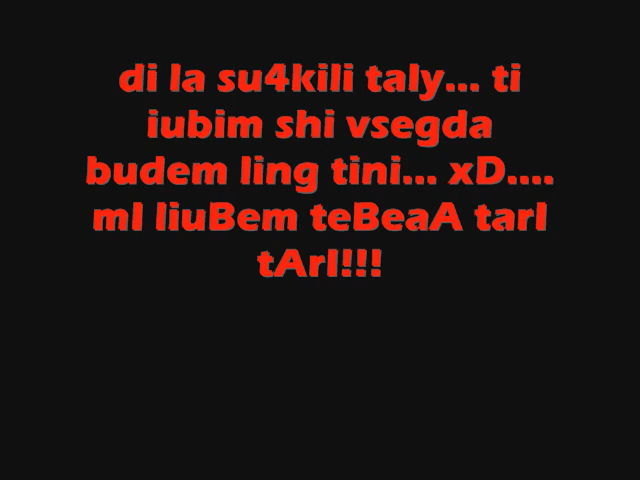 di la su4kili taly... ti
iubim shi vsegda
budem ling tini... xD....
mI liuBem teBeaA tarI
tArI!!!